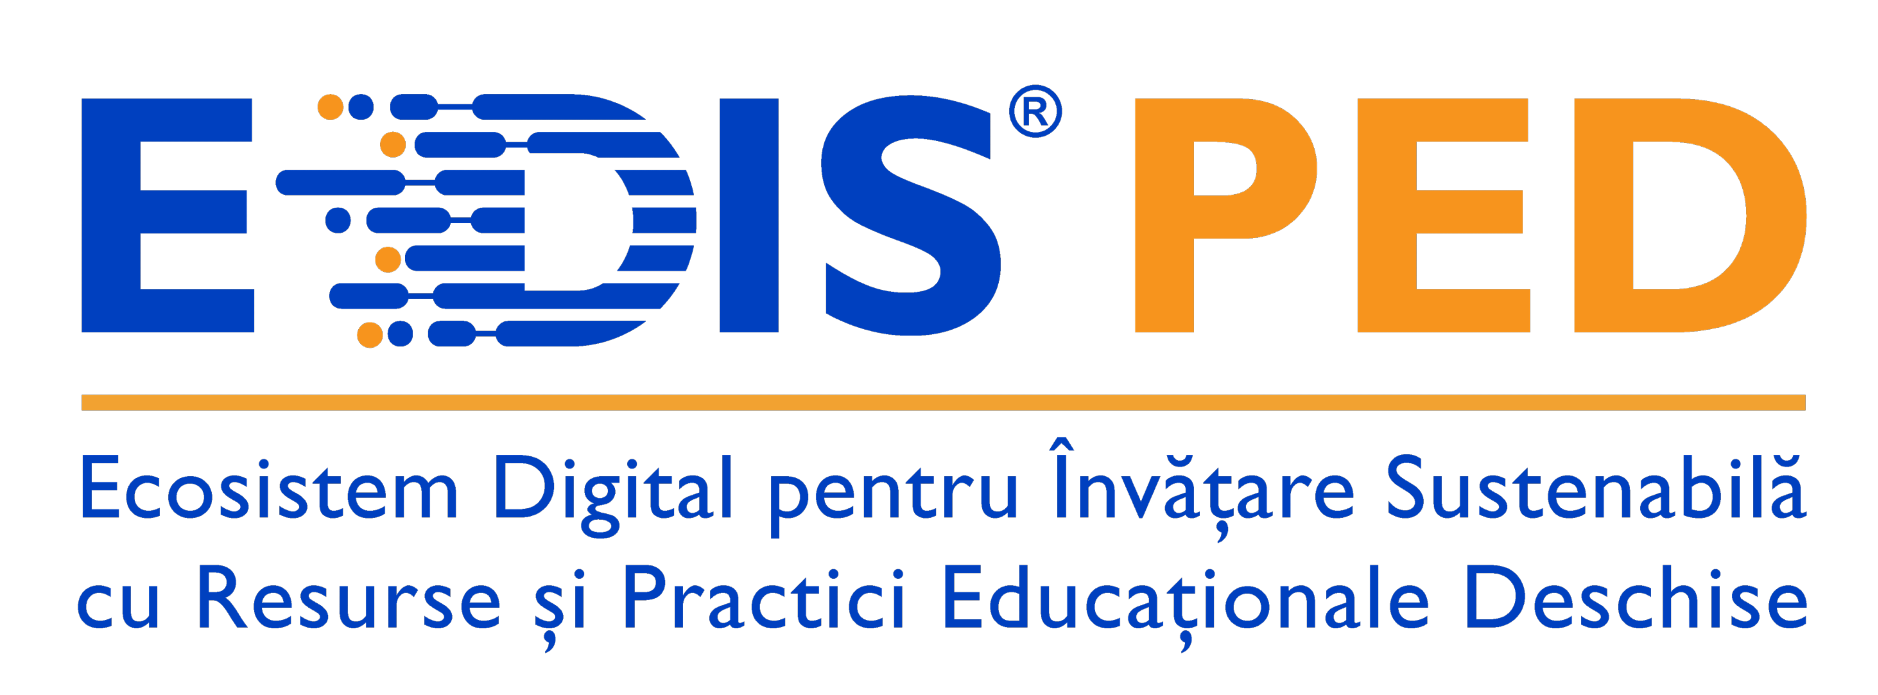 EDIS® PED
Ecosistem Digital pentru Învățare Sustenabilă
cu Resurse și Practici Educaționale Deschise